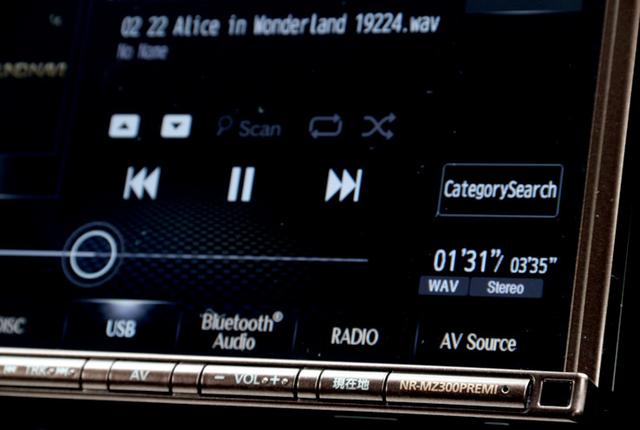 02 22 Alice in Wonderland 19224.wav
No Name
Scan
CategorySearch
01'31"/ 03'35"
WAV Stereo
DISC USB Bluetooth® Audio RADIO AV Source
TRK AV − VOL + 現在地 NR-MZ300PREMI